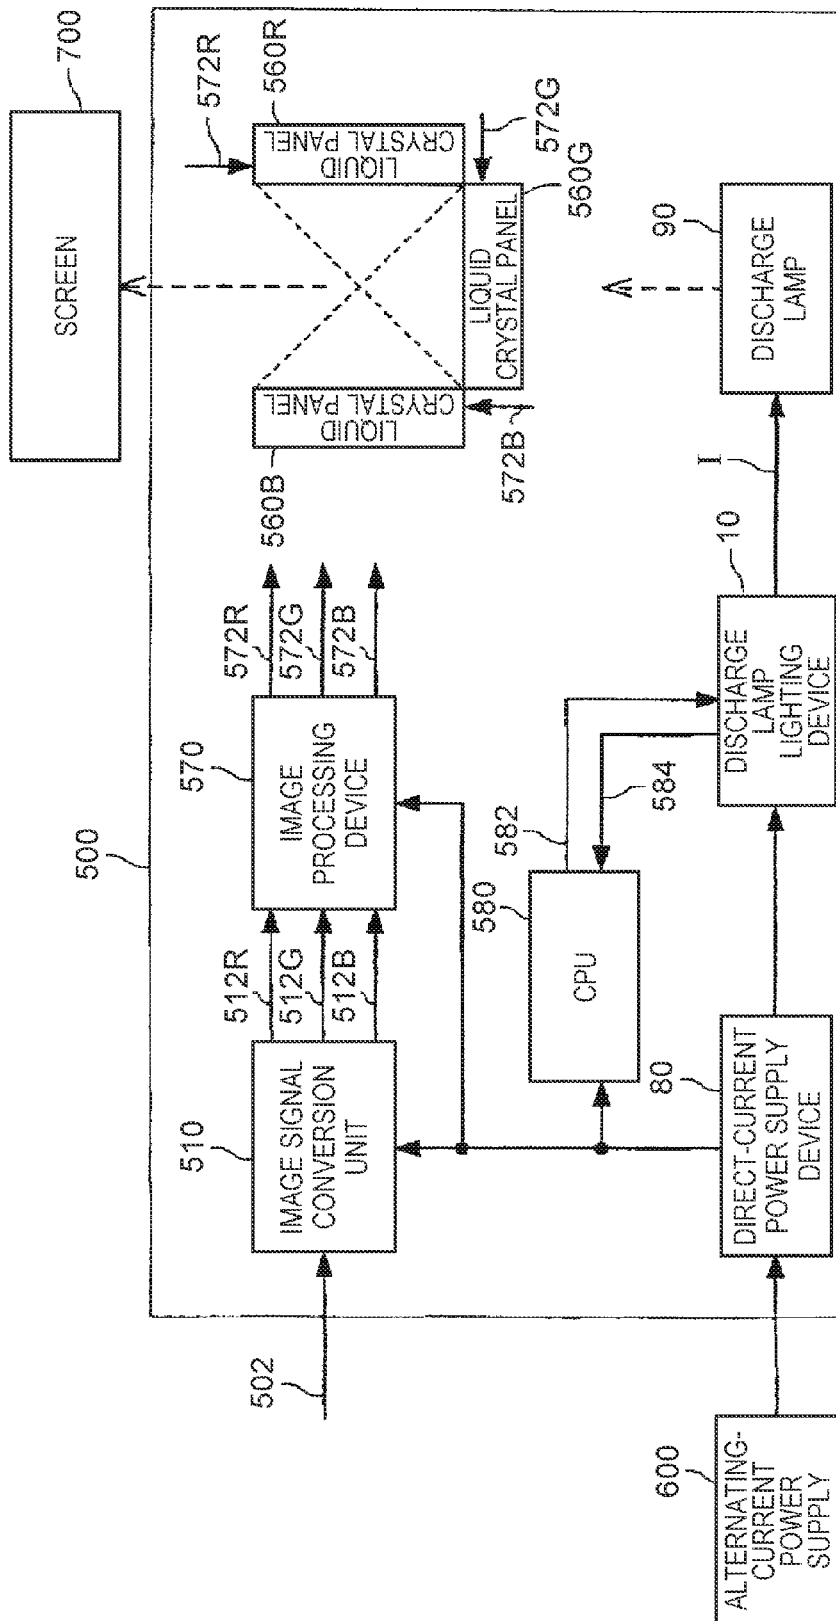 700
SCREEN
500
572R
560R
LIQUID
CRYSTAL PANEL
572G
560G
LIQUID
CRYSTAL PANEL
LIQUID
CRYSTAL PANEL
560B
572B
502
510
IMAGE SIGNAL
CONVERSION
UNIT
512R
512G
512B
570
IMAGE
PROCESSING
DEVICE
572R
572G
572B
580
CPU
582
584
600
ALTERNATING-
CURRENT
POWER
SUPPLY
80
DIRECT-CURRENT
POWER SUPPLY
DEVICE
10
DISCHARGE
LAMP
LIGHTING
DEVICE
I
90
DISCHARGE
LAMP